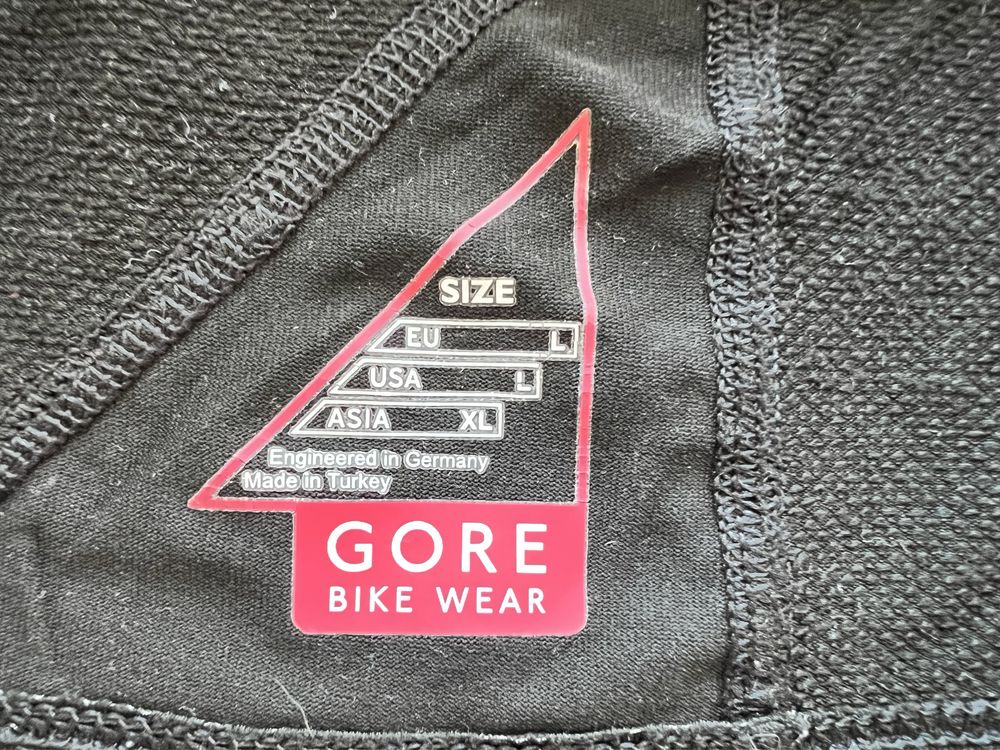 SIZE
EU L
USA L
ASIA XL
Engineered in Germany
Made in Turkey
GORE
BIKE WEAR